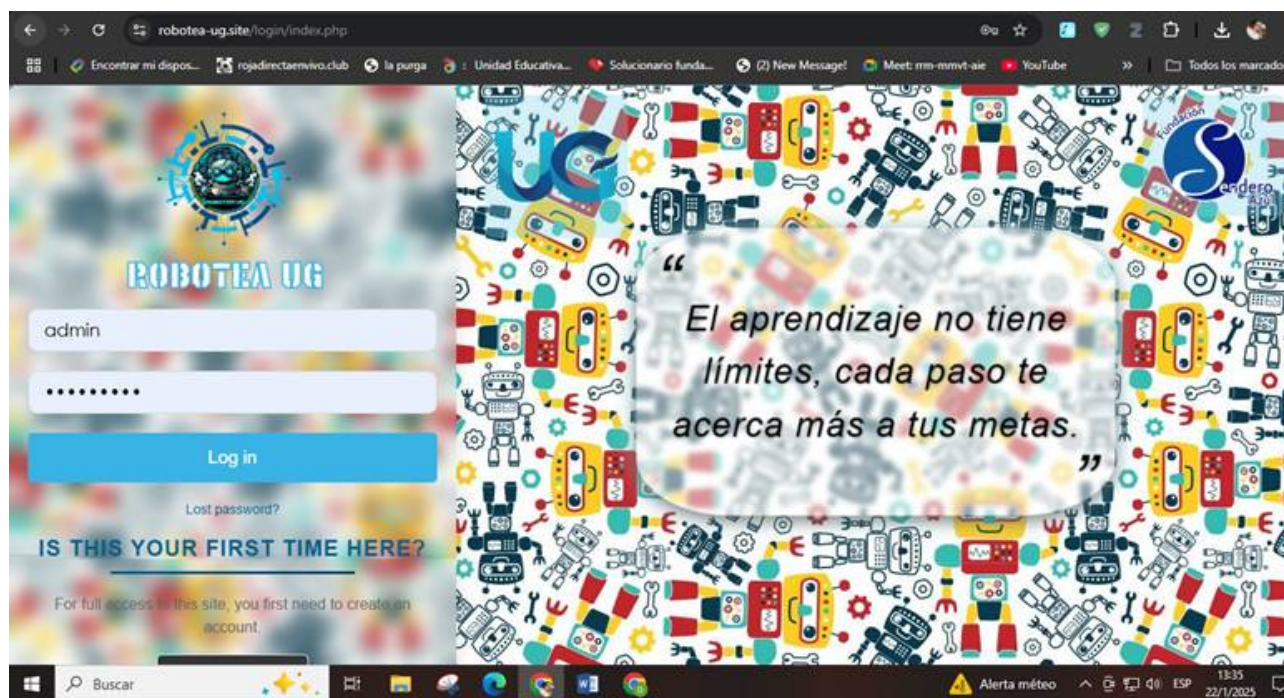 robotea-ug.site/login/index.php
Encontrar mi dispos...
rojadirectaenvivo.club
la purga
: Unidad Educativa...
Solucionario funda...
(2) New Message!
Meet: rrm-mmvt-aie
YouTube
»
Todos los marcado
ROBOTEA UG
admin
•••••••••
Log in
Lost password?
IS THIS YOUR FIRST TIME HERE?
For full access to this site, you first need to create an
account.
UG
Fundación
Sendero
Azul
“
El aprendizaje no tiene
límites, cada paso te
acerca más a tus metas.
”
Buscar
Alerta méteo
ESP
13:35
22/1/2025